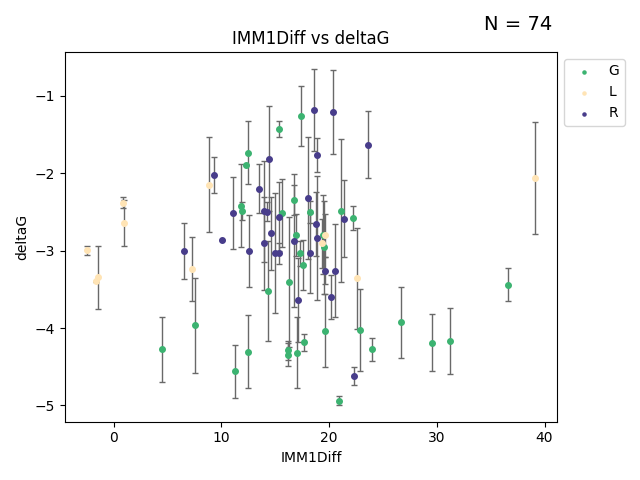 N = 74
IMM1Diff vs deltaG
G
L
R
−1
−2
−3
−4
−5
deltaG
0 10 20 30 40
IMM1Diff